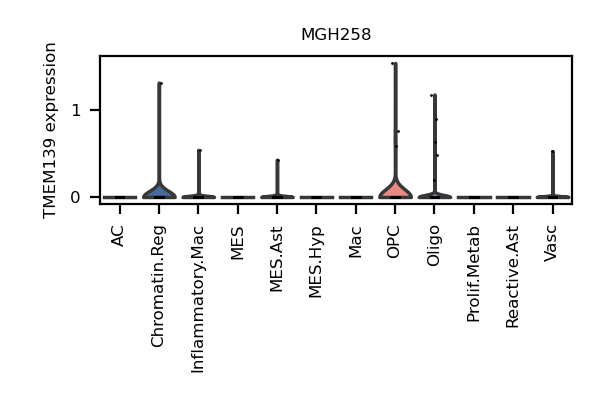 MGH258
TMEM139 expression
1
0
AC
Chromatin.Reg
Inflammatory.Mac
MES
MES.Ast
MES.Hyp
Mac
OPC
Oligo
Prolif.Metab
Reactive.Ast
Vasc